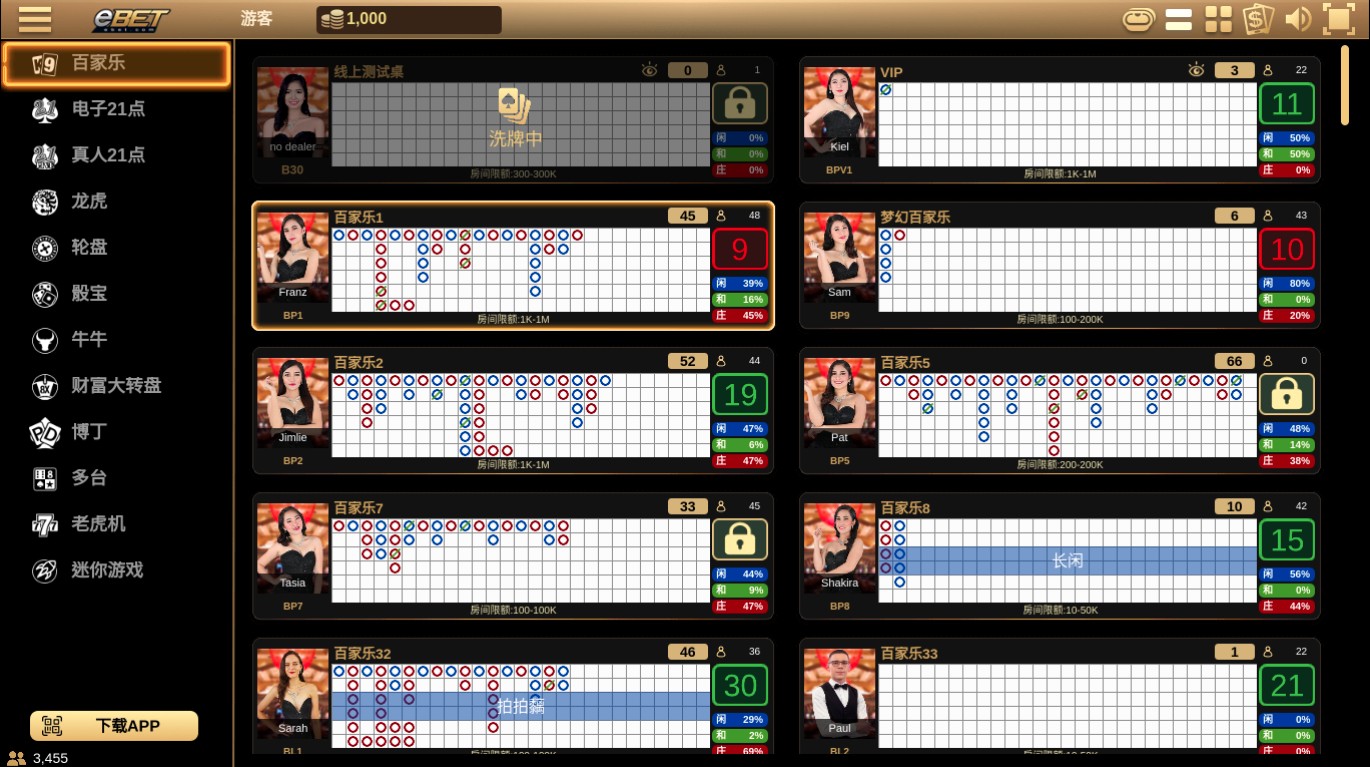 eBET
ebet.com
游客
1,000
百家乐
电子21点
真人21点
龙虎
轮盘
骰宝
牛牛
财富大转盘
博丁
多台
老虎机
迷你游戏
下载APP
3,455
线上测试桌
0
1
洗牌中
no dealer
B30
闲 0%
和 0%
庄 0%
房间限额:300-300K
VIP
3
22
11
Kiel
BPV1
闲 50%
和 50%
庄 0%
房间限额:1K-1M
百家乐1
45
48
9
Franz
BP1
闲 39%
和 16%
庄 45%
房间限额:1K-1M
梦幻百家乐
6
43
10
Sam
BP9
闲 80%
和 0%
庄 20%
房间限额:100-200K
百家乐2
52
44
19
Jimlie
BP2
闲 47%
和 6%
庄 47%
房间限额:1K-1M
百家乐5
66
0
Pat
BP5
闲 48%
和 14%
庄 38%
房间限额:200-200K
百家乐7
33
45
Tasia
BP7
闲 44%
和 9%
庄 47%
房间限额:100-100K
百家乐8
10
42
15
长闲
Shakira
BP8
闲 56%
和 0%
庄 44%
房间限额:10-50K
百家乐32
46
36
30
拍拍黐
Sarah
BL1
闲 29%
和 2%
庄 69%
百家乐33
1
22
21
Paul
BL2
闲 0%
和 0%
庄 0%